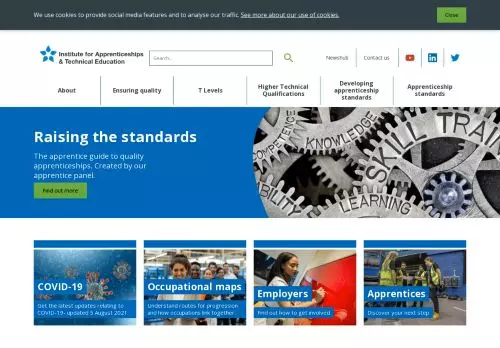 We use cookies to provide social media features and to analyse our traffic. See more about our use of cookies.
Close
Institute for Apprenticeships
& Technical Education
Search...
Newshub
Contact us
About
Ensuring quality
T Levels
Higher Technical
Qualifications
Developing
apprenticeship
standards
Apprenticeship
standards
Raising the standards
The apprentice guide to quality
apprenticeships. Created by our
apprentice panel.
Find out more
COMPETENCE
KNOWLEDGE
SKILL
TRAIN
ABILITY
LEARNING
COVID-19
Get the latest updates relating to
COVID-19- updated 5 August 2021
Occupational maps
Understand routes for progression
and how occupations link together
Employers
Find out how to get involved
Apprentices
Discover your next step